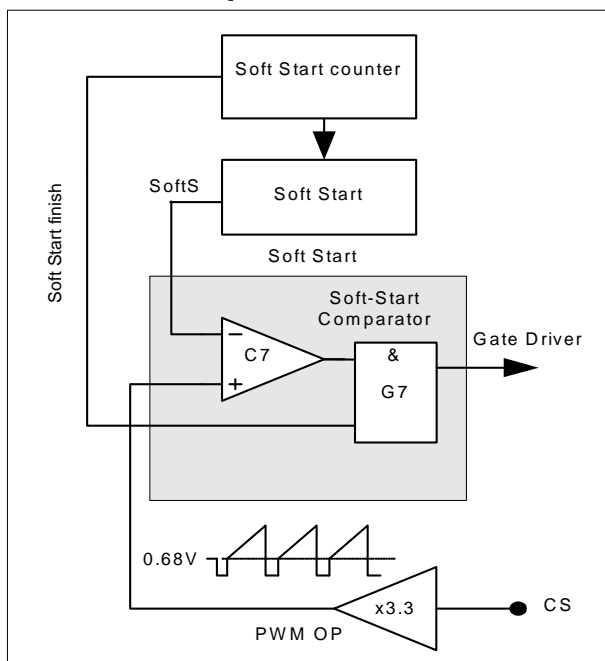 Soft Start counter
SoftS
Soft Start
Soft Start finish
Soft Start
Soft-Start
Comparator
Gate Driver
−
C7
+
&
G7
0.68V
x3.3
CS
PWM OP